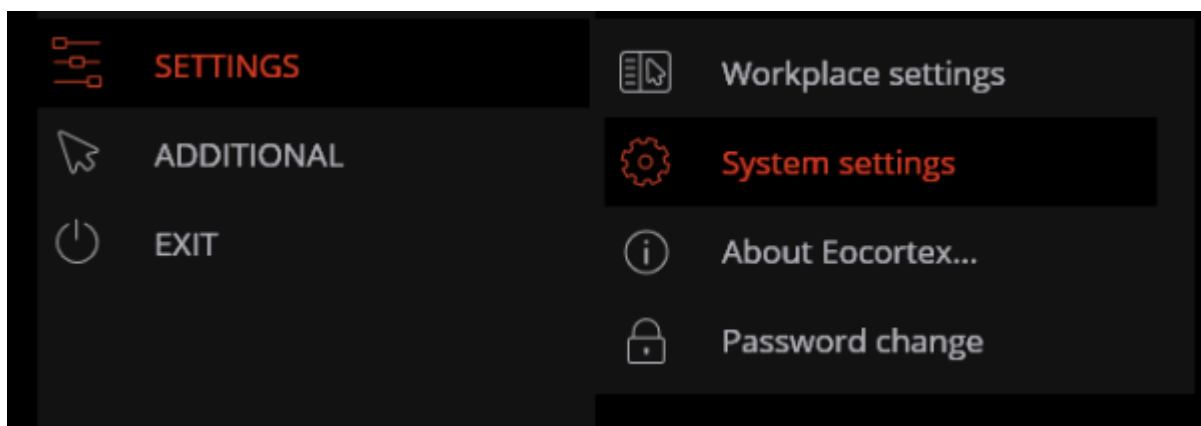 SETTINGS
ADDITIONAL
EXIT
Workplace settings
System settings
About Eocortex...
Password change